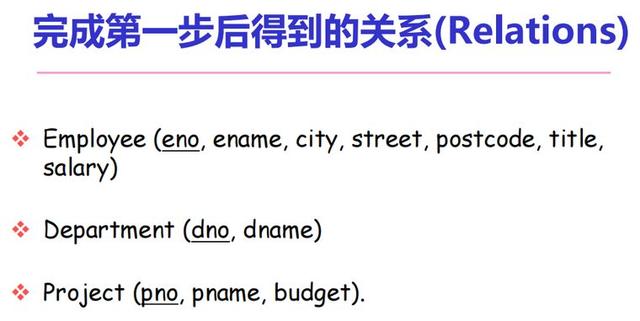 完成第一步后得到的关系(Relations)
Employee (eno, ename, city, street, postcode, title,
salary)
Department (dno, dname)
Project (pno, pname, budget).